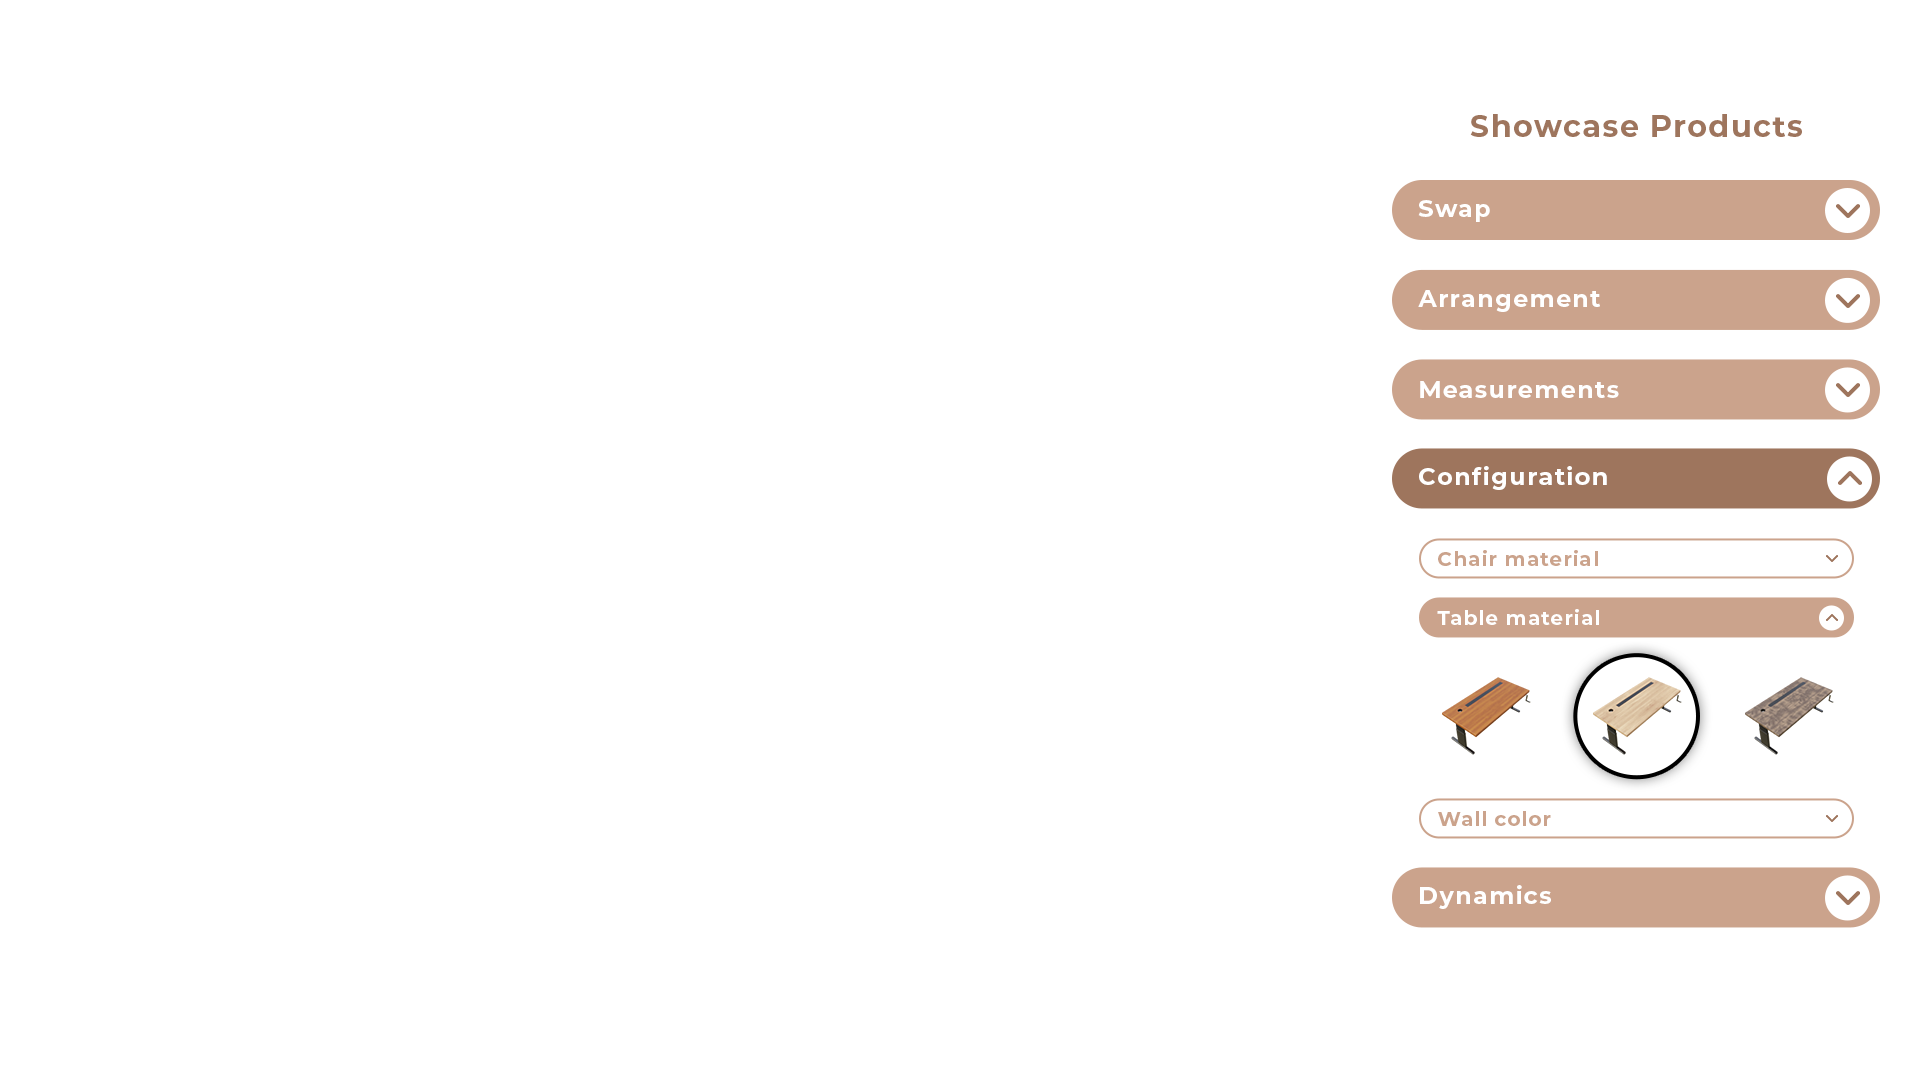 Showcase Products
Swap
Arrangement
Measurements
Configuration
Chair material
Table material
Wall color
Dynamics